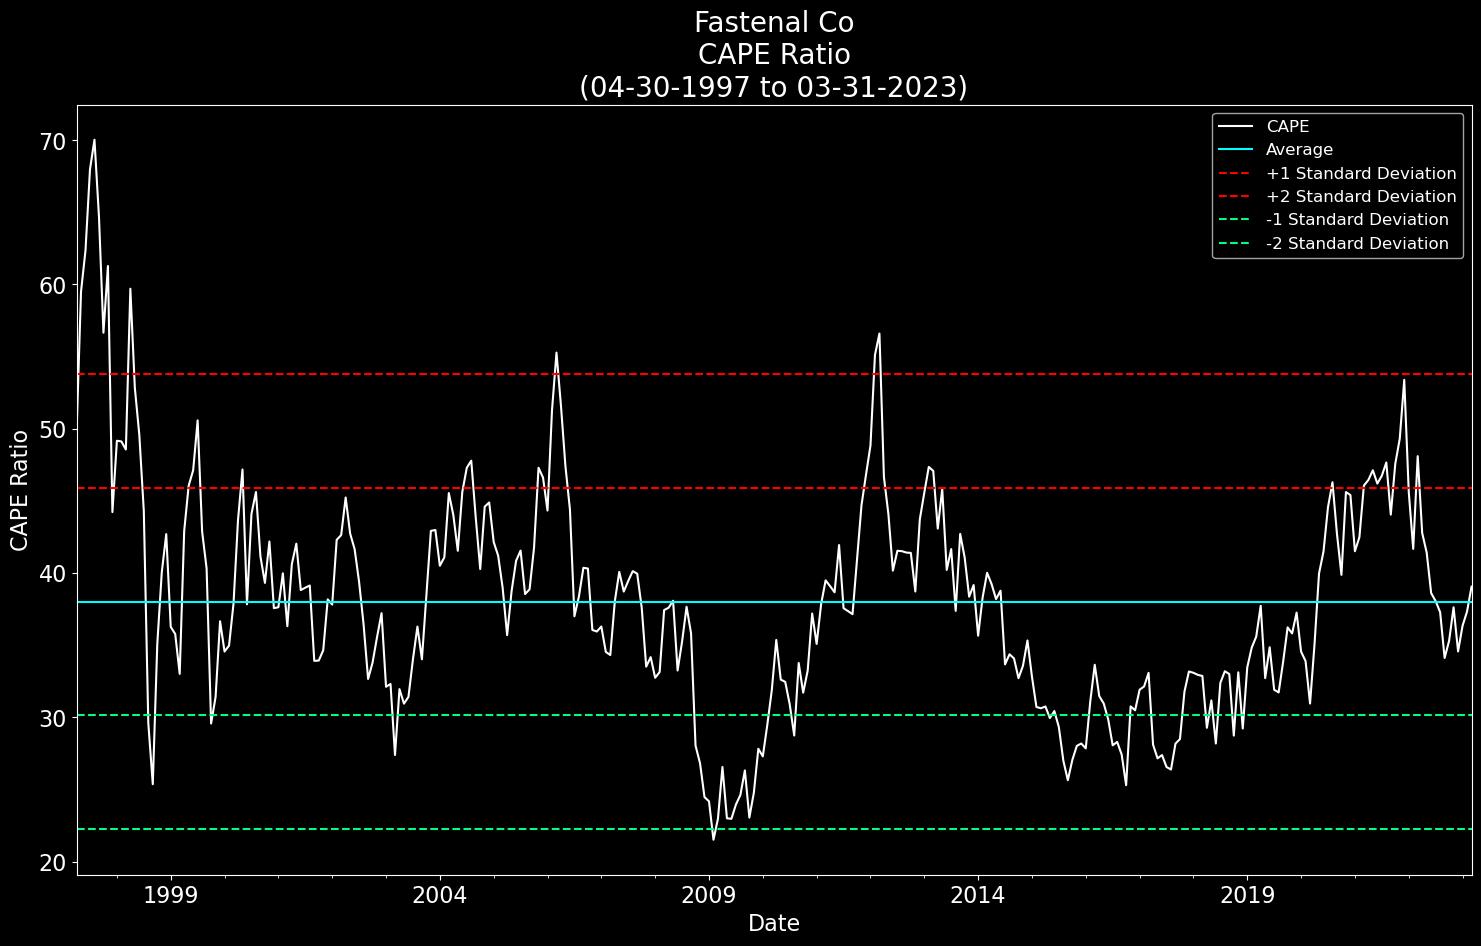 Fastenal Co
CAPE Ratio
(04-30-1997 to 03-31-2023)
CAPE
Average
+1 Standard Deviation
+2 Standard Deviation
-1 Standard Deviation
-2 Standard Deviation
70
60
50
40
30
20
CAPE Ratio
1999
2004
2009
2014
2019
Date